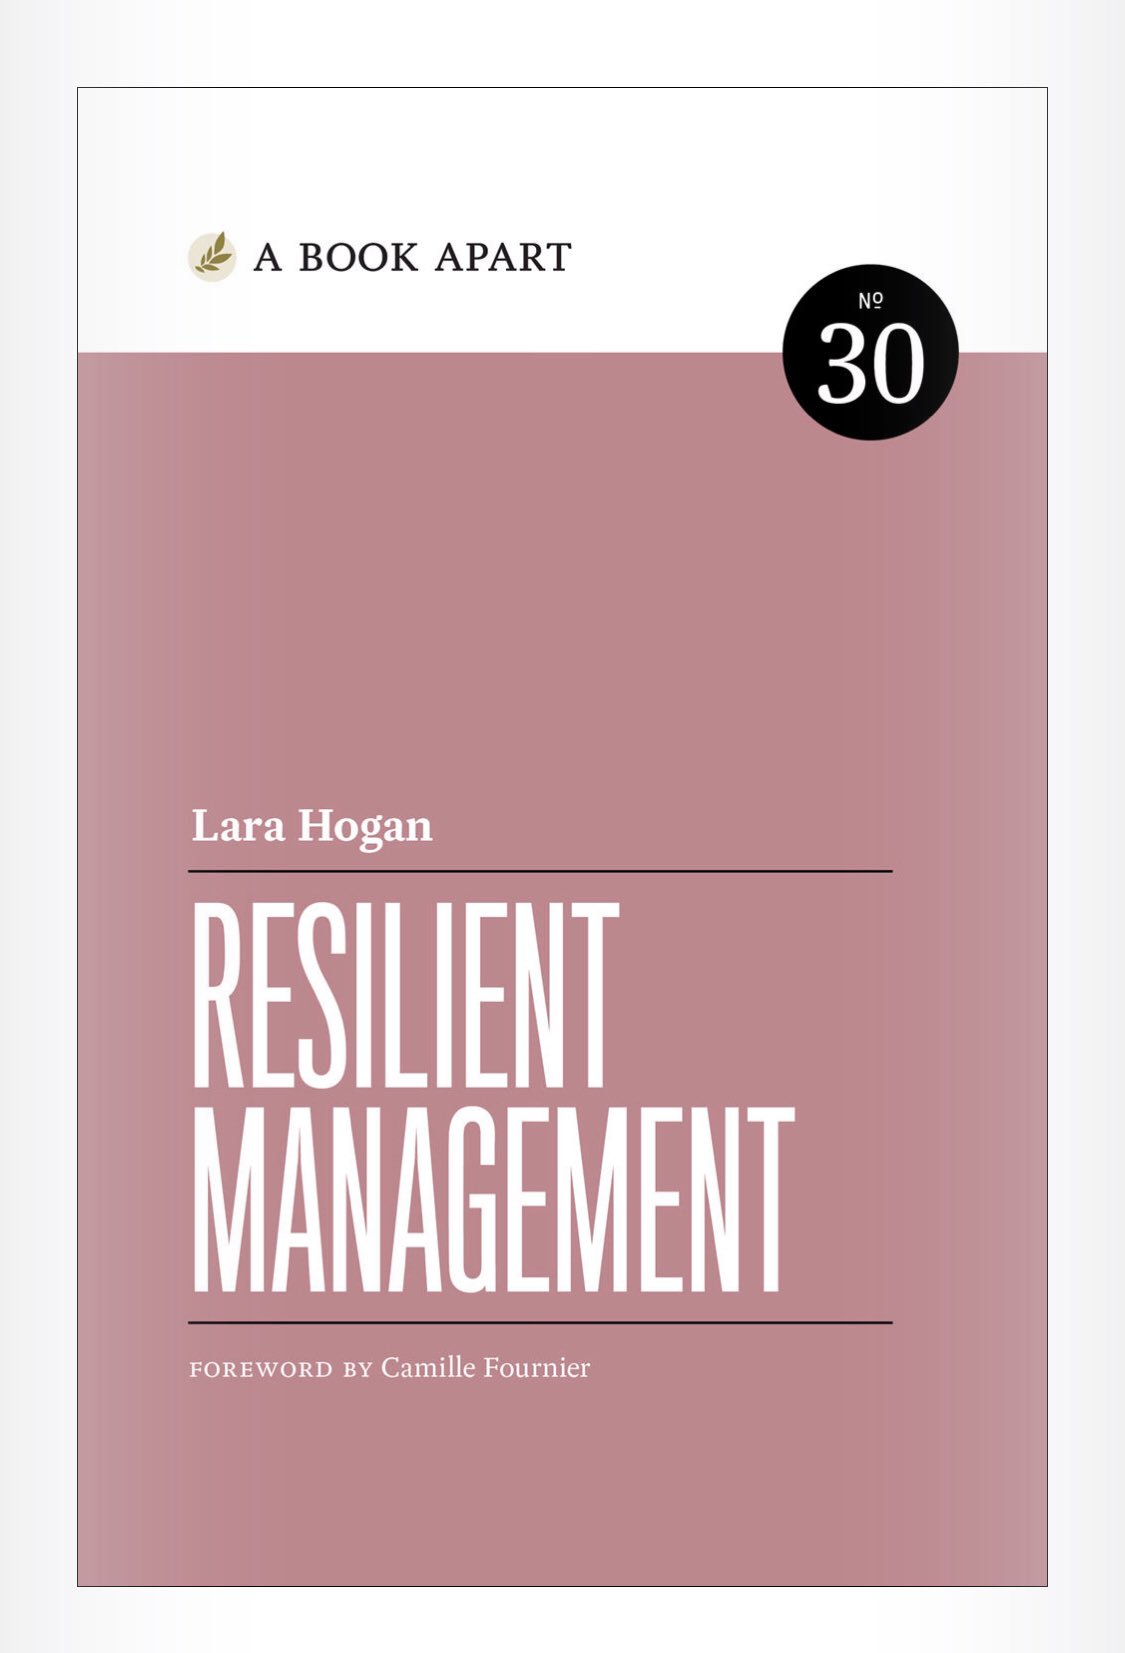 A BOOK APART
Nº
30
Lara Hogan
RESILIENT
MANAGEMENT
FOREWORD BY Camille Fournier